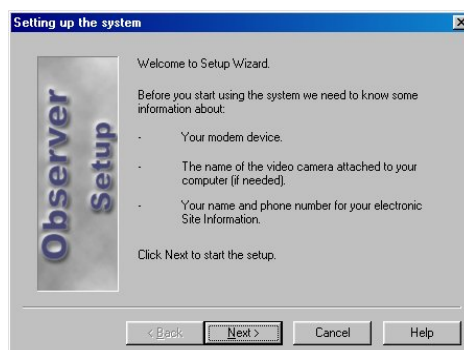 Setting up the system
Observer
Setup
Welcome to Setup Wizard.
Before you start using the system we need to know some
information about:
- Your modem device.
- The name of the video camera attached to your
computer (if needed).
- Your name and phone number for your electronic
Site Information.
Click Next to start the setup.
< Back
Next >
Cancel
Help